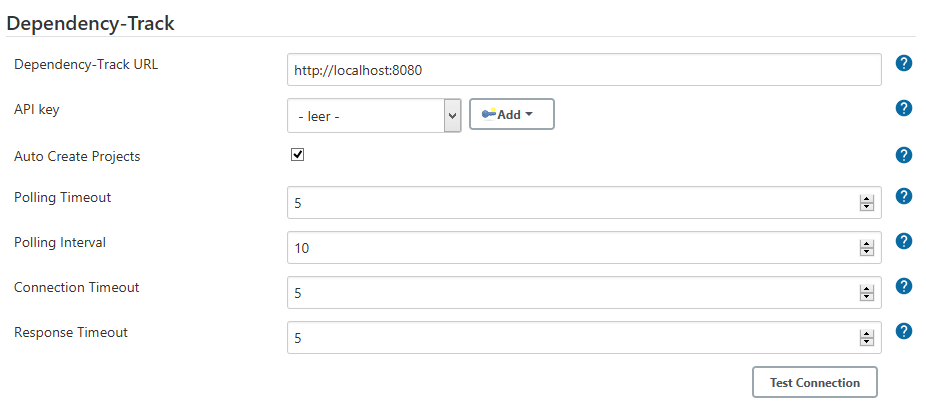 Dependency-Track
Dependency-Track URL
http://localhost:8080
?
API key
- leer -
Add
?
Auto Create Projects
?
Polling Timeout
5
?
Polling Interval
10
?
Connection Timeout
5
?
Response Timeout
5
?
Test Connection